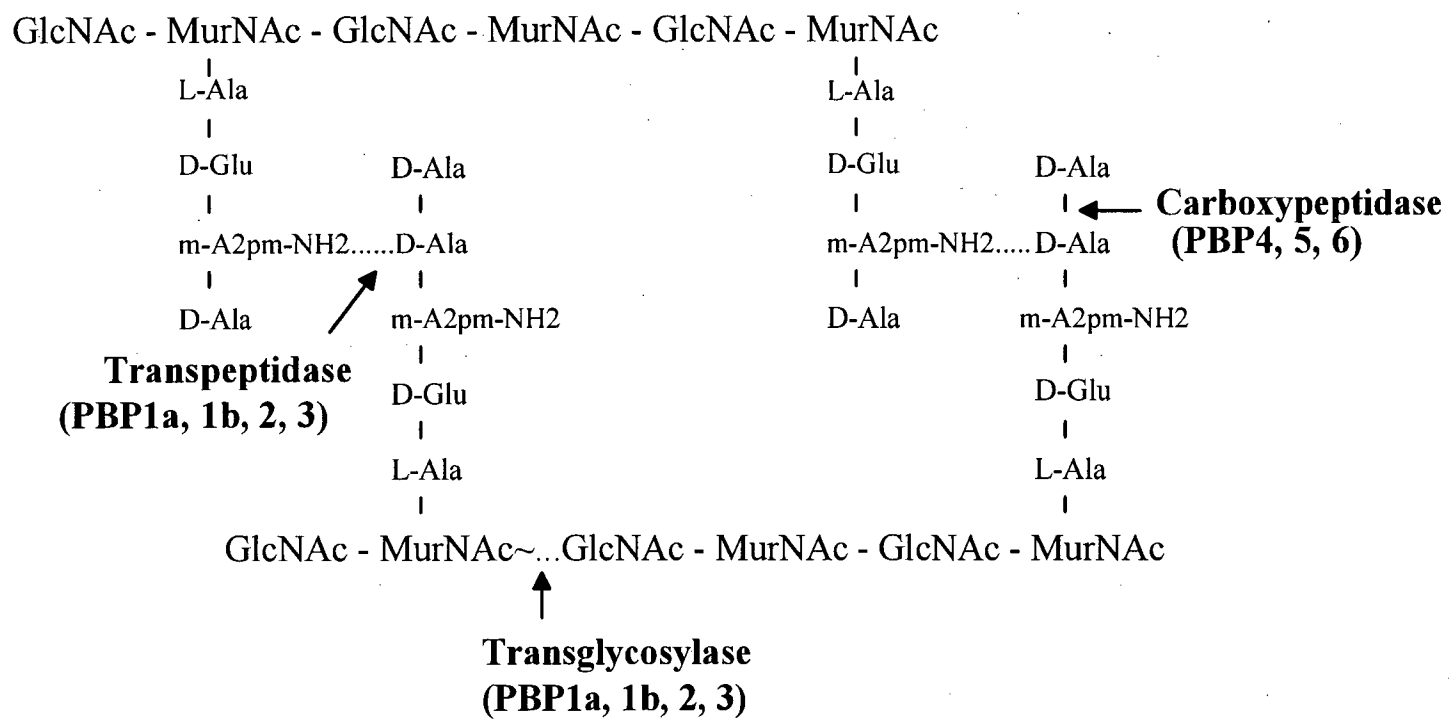 GlcNAc - MurNAc - GlcNAc - MurNAc - GlcNAc - MurNAc
L-Ala L-Ala
D-Glu D-Ala D-Glu D-Ala
Carboxypeptidase
(PBP4, 5, 6)
m-A2pm-NH2......D-Ala m-A2pm-NH2.....D-Ala
D-Ala m-A2pm-NH2 D-Ala m-A2pm-NH2
Transpeptidase
(PBP1a, 1b, 2, 3)
D-Glu D-Glu
L-Ala L-Ala
GlcNAc - MurNAc~...GlcNAc - MurNAc - GlcNAc - MurNAc
Transglycosylase
(PBP1a, 1b, 2, 3)